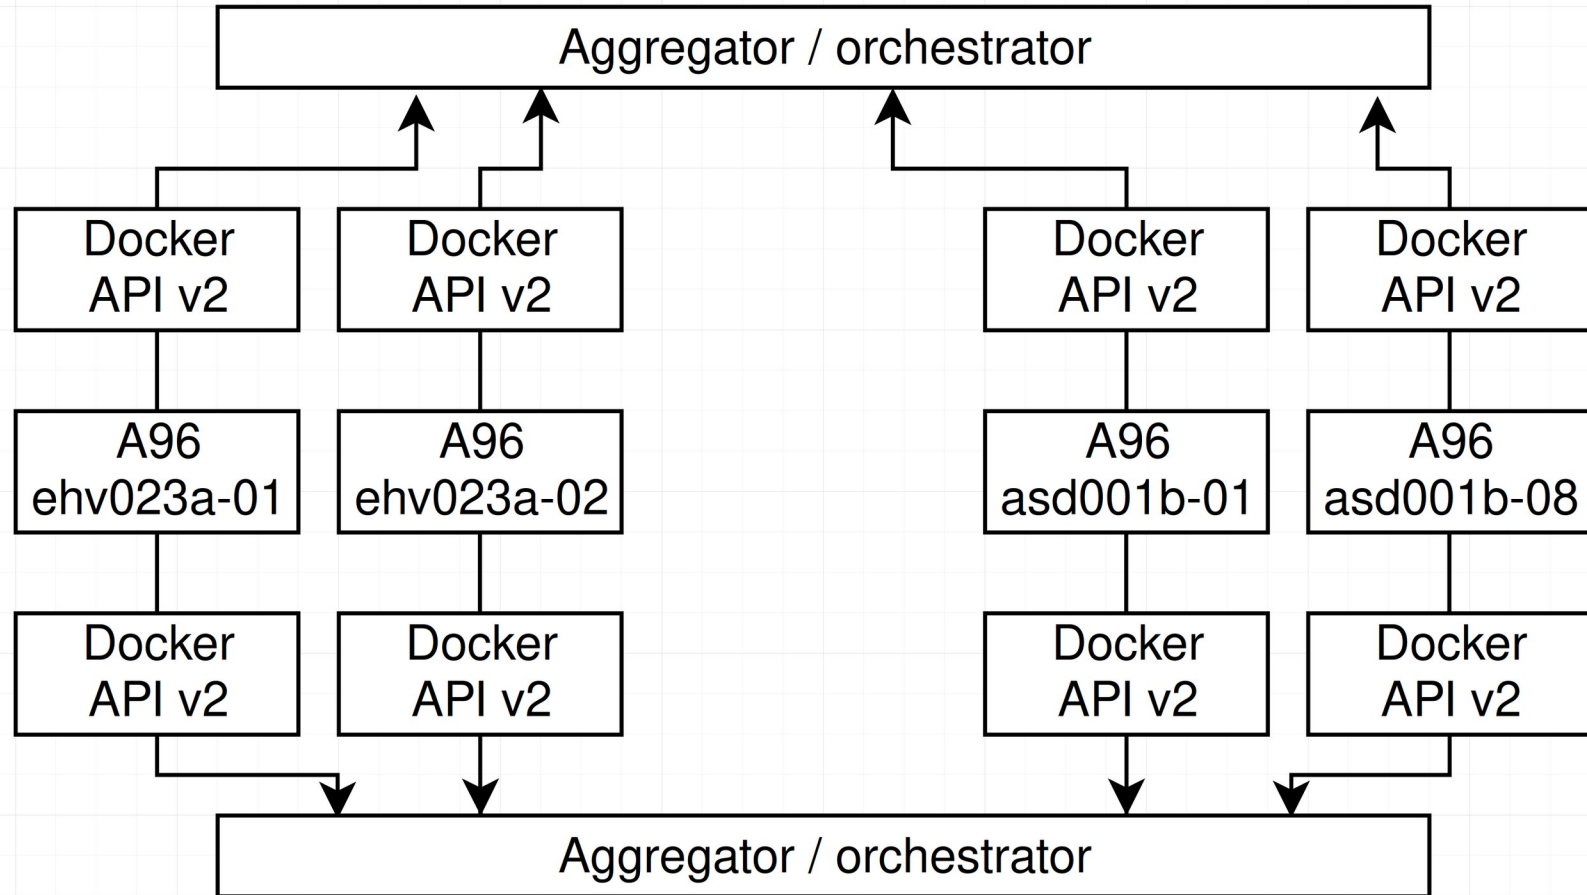 Aggregator / orchestrator
Docker
API v2
Docker
API v2
Docker
API v2
Docker
API v2
A96
ehv023a-01
A96
ehv023a-02
A96
asd001b-01
A96
asd001b-08
Docker
API v2
Docker
API v2
Docker
API v2
Docker
API v2
Aggregator / orchestrator